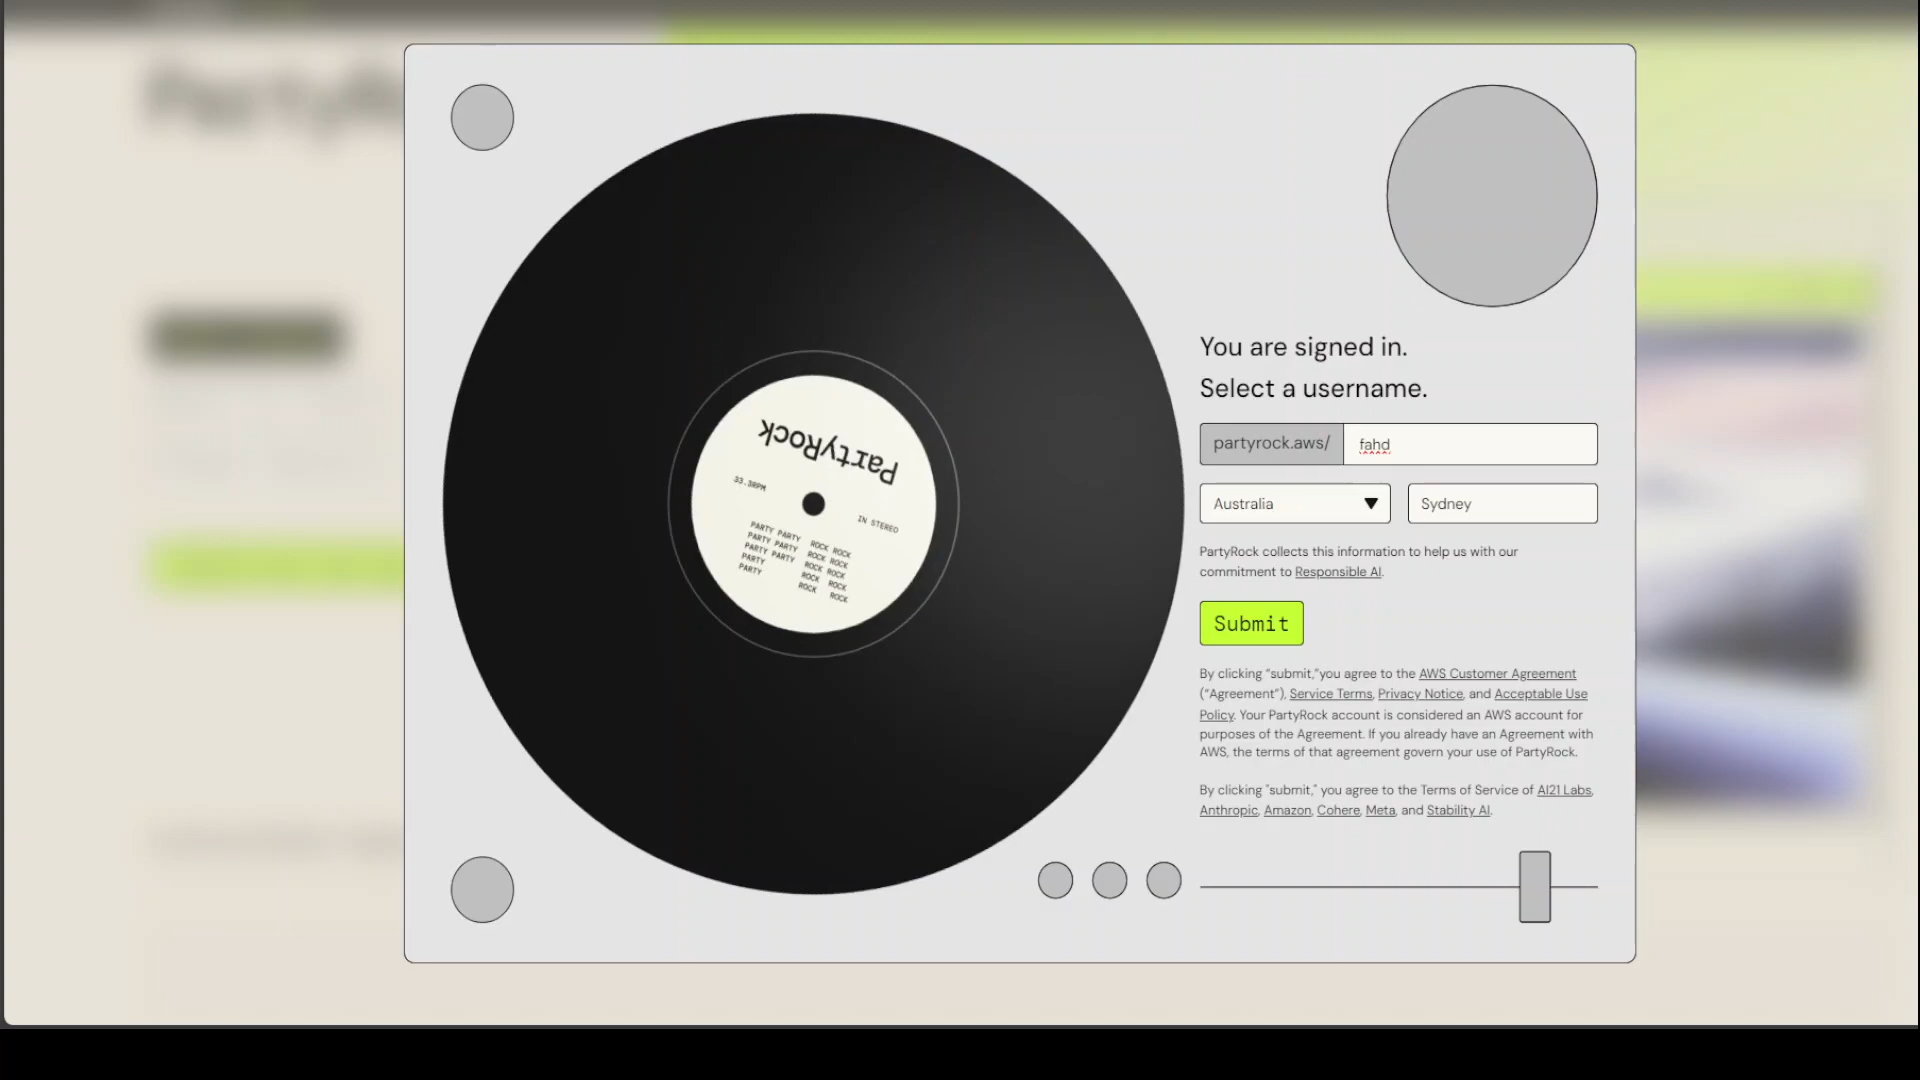 PartyRock
33.3RPM
IN STEREO
PARTY PARTY ROCK ROCK
PARTY PARTY ROCK ROCK
PARTY PARTY ROCK ROCK
PARTY ROCK ROCK
PARTY ROCK ROCK
You are signed in.
Select a username.
partyrock.aws/ fahd
Australia Sydney
PartyRock collects this information to help us with our
commitment to Responsible AI.
Submit
By clicking “submit,”you agree to the AWS Customer Agreement
(“Agreement”), Service Terms, Privacy Notice, and Acceptable Use
Policy. Your PartyRock account is considered an AWS account for
purposes of the Agreement. If you already have an Agreement with
AWS, the terms of that agreement govern your use of PartyRock.
By clicking "submit," you agree to the Terms of Service of AI21 Labs,
Anthropic, Amazon, Cohere, Meta, and Stability AI.